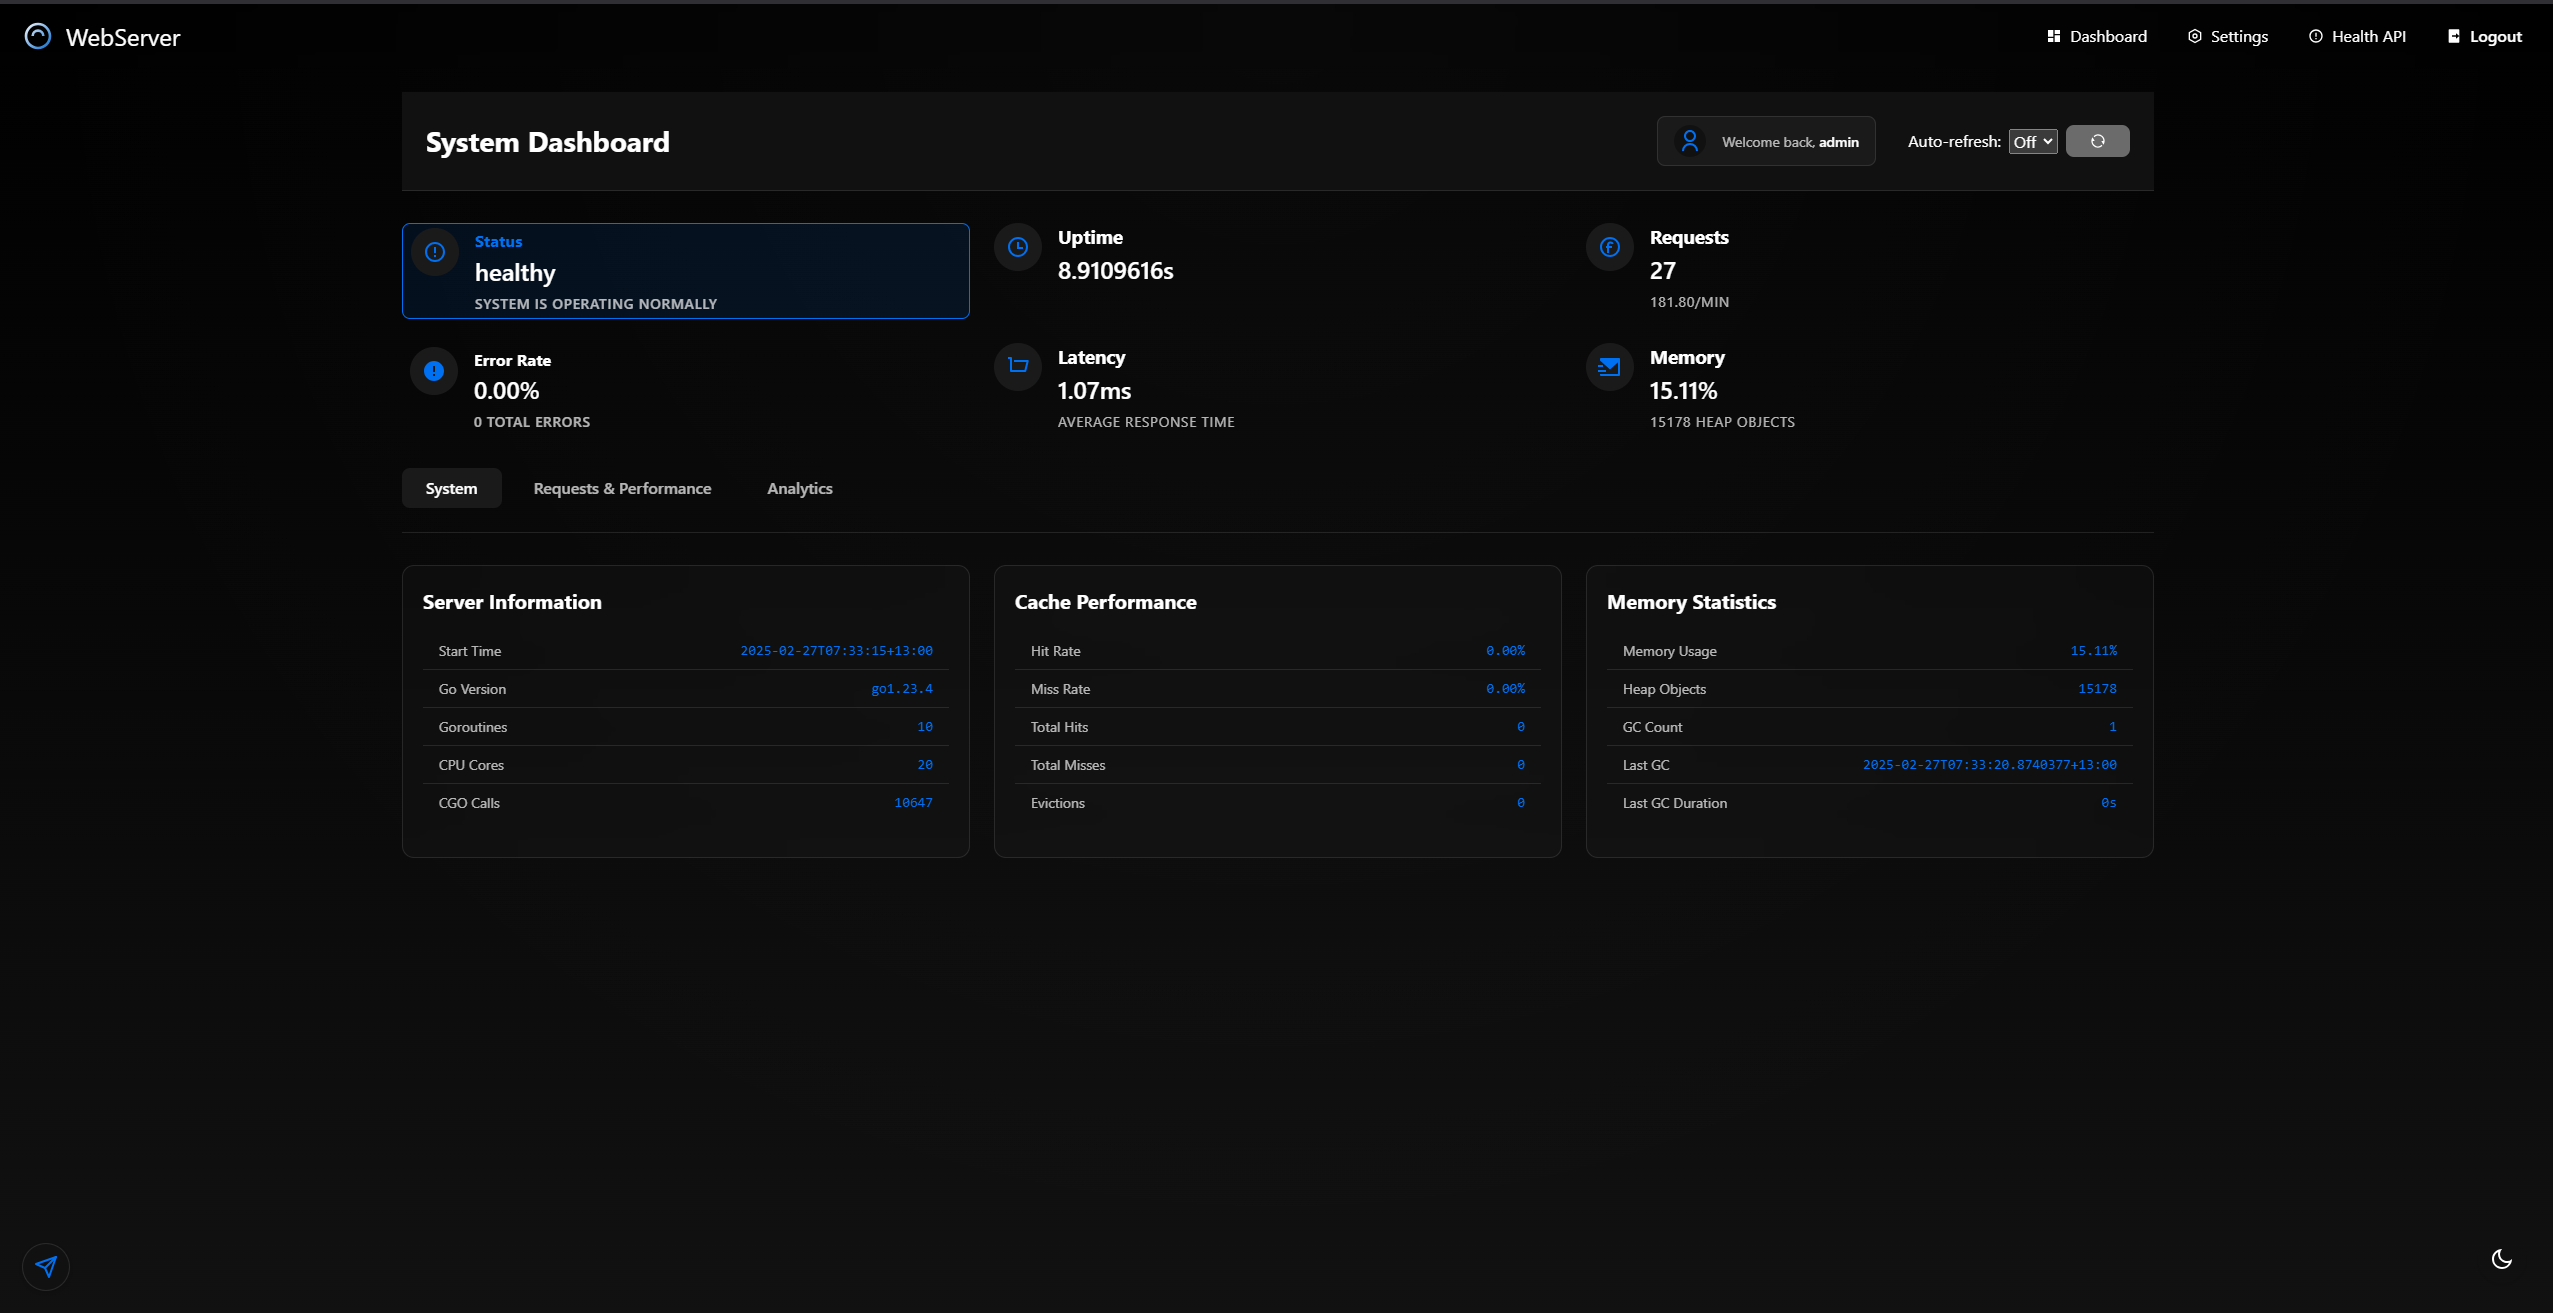 WebServer
Dashboard
Settings
Health API
Logout
System Dashboard
Welcome back, admin
Auto-refresh: Off
Status
healthy
SYSTEM IS OPERATING NORMALLY
Uptime
8.9109616s
Requests
27
181.80/MIN
Error Rate
0.00%
0 TOTAL ERRORS
Latency
1.07ms
AVERAGE RESPONSE TIME
Memory
15.11%
15178 HEAP OBJECTS
System
Requests & Performance
Analytics
Server Information
Start Time 2025-02-27T07:33:15+13:00
Go Version go1.23.4
Goroutines 10
CPU Cores 20
CGO Calls 10647
Cache Performance
Hit Rate 0.00%
Miss Rate 0.00%
Total Hits 0
Total Misses 0
Evictions 0
Memory Statistics
Memory Usage 15.11%
Heap Objects 15178
GC Count 1
Last GC 2025-02-27T07:33:20.8740377+13:00
Last GC Duration 0s